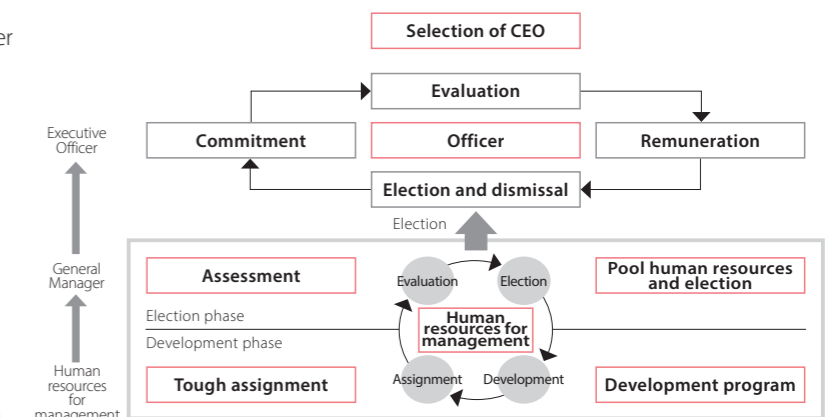 er
Selection of CEO
Evaluation
Executive
Officer
Commitment
Officer
Remuneration
Election and dismissal
Election
General
Manager
Assessment
Evaluation
Election
Pool human resources
and election
Election phase
Human
resources for
management
Development phase
Human
resources
for
management
Tough assignment
Assignment
Development
Development program